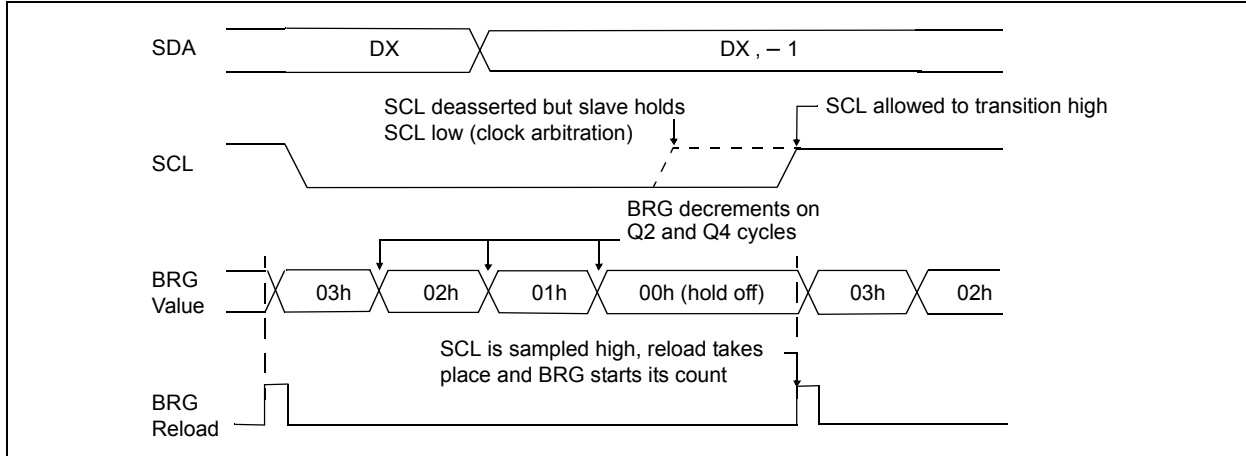 SDA
DX
DX , – 1
SCL deasserted but slave holds
SCL low (clock arbitration)
SCL allowed to transition high
SCL
BRG decrements on
Q2 and Q4 cycles
BRG
Value
03h
02h
01h
00h (hold off)
03h
02h
SCL is sampled high, reload takes
place and BRG starts its count
BRG
Reload